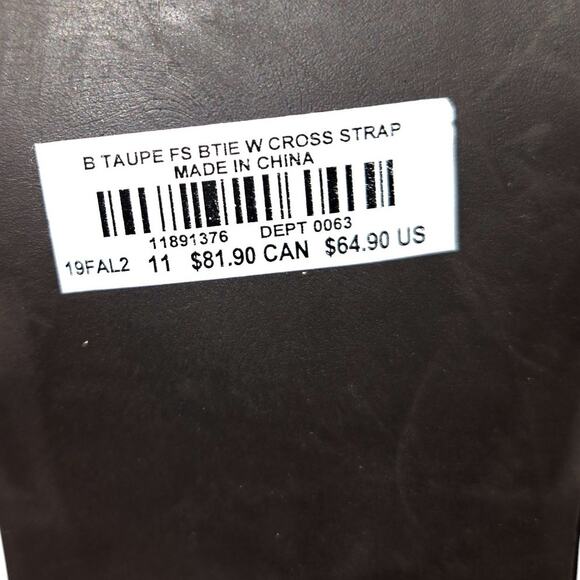 B TAUPE FS BTIE W CROSS STRAP
MADE IN CHINA
11891376 DEPT 0063
19FAL2 11 $81.90 CAN $64.90 US